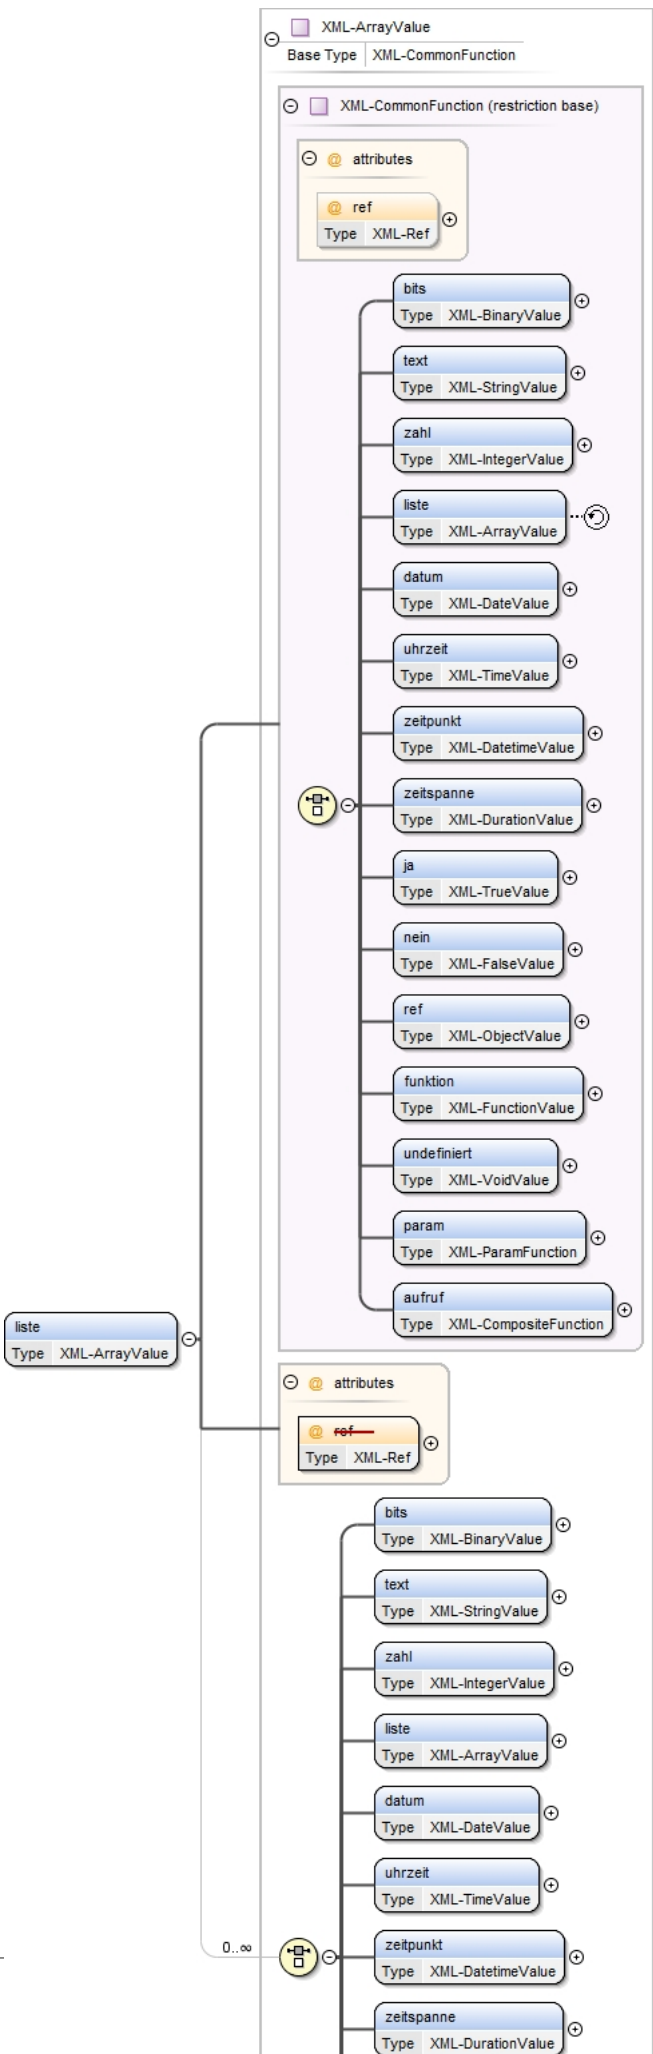 XML-ArrayValue
Base Type XML-CommonFunction
XML-CommonFunction (restriction base)
@ attributes
@ ref
Type XML-Ref
bits
Type XML-BinaryValue
text
Type XML-StringValue
zahl
Type XML-IntegerValue
liste
Type XML-ArrayValue
datum
Type XML-DateValue
uhrzeit
Type XML-TimeValue
zeitpunkt
Type XML-DatetimeValue
zeitspanne
Type XML-DurationValue
ja
Type XML-TrueValue
nein
Type XML-FalseValue
ref
Type XML-ObjectValue
funktion
Type XML-FunctionValue
undefiniert
Type XML-VoidValue
param
Type XML-ParamFunction
aufruf
Type XML-CompositeFunction
liste
Type XML-ArrayValue
@ attributes
@ ref
Type XML-Ref
bits
Type XML-BinaryValue
text
Type XML-StringValue
zahl
Type XML-IntegerValue
liste
Type XML-ArrayValue
datum
Type XML-DateValue
uhrzeit
Type XML-TimeValue
0..∞
zeitpunkt
Type XML-DatetimeValue
zeitspanne
Type XML-DurationValue